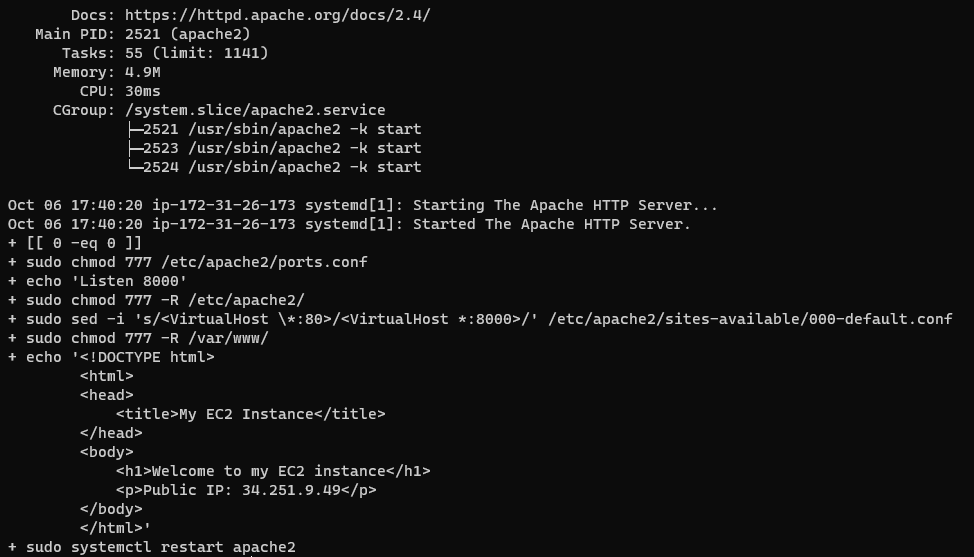 Docs: https://httpd.apache.org/docs/2.4/
Main PID: 2521 (apache2)
Tasks: 55 (limit: 1141)
Memory: 4.9M
CPU: 30ms
CGroup: /system.slice/apache2.service
├─2521 /usr/sbin/apache2 -k start
├─2523 /usr/sbin/apache2 -k start
└─2524 /usr/sbin/apache2 -k start
Oct 06 17:40:20 ip-172-31-26-173 systemd[1]: Starting The Apache HTTP Server...
Oct 06 17:40:20 ip-172-31-26-173 systemd[1]: Started The Apache HTTP Server.
+ [[ 0 -eq 0 ]]
+ sudo chmod 777 /etc/apache2/ports.conf
+ echo 'Listen 8000'
+ sudo chmod 777 -R /etc/apache2/
+ sudo sed -i 's/<VirtualHost \*:80>/<VirtualHost *:8000>/' /etc/apache2/sites-available/000-default.conf
+ sudo chmod 777 -R /var/www/
+ echo '<!DOCTYPE html>
<html>
<head>
<title>My EC2 Instance</title>
</head>
<body>
<h1>Welcome to my EC2 instance</h1>
<p>Public IP: 34.251.9.49</p>
</body>
</html>'
+ sudo systemctl restart apache2